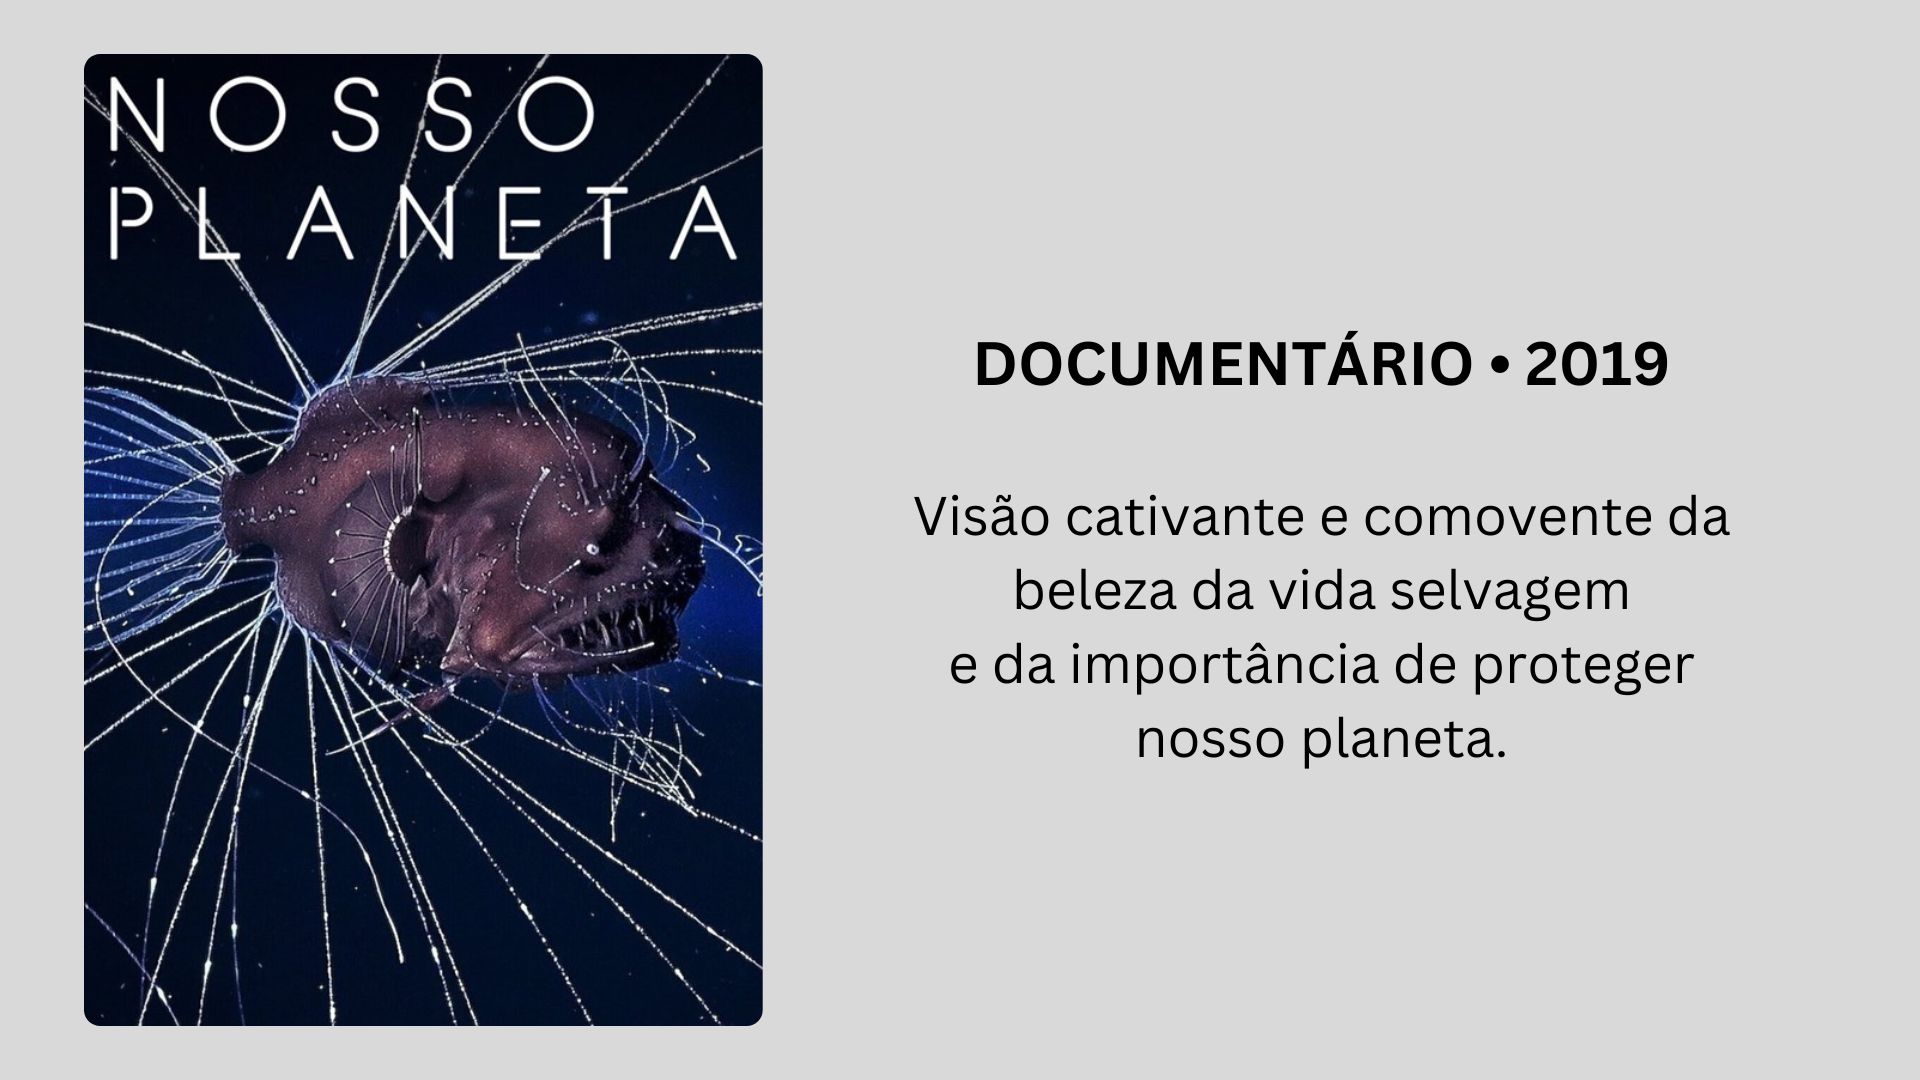 NOSSO
PLANETA
DOCUMENTÁRIO • 2019
Visão cativante e comovente da
beleza da vida selvagem
e da importância de proteger
nosso planeta.